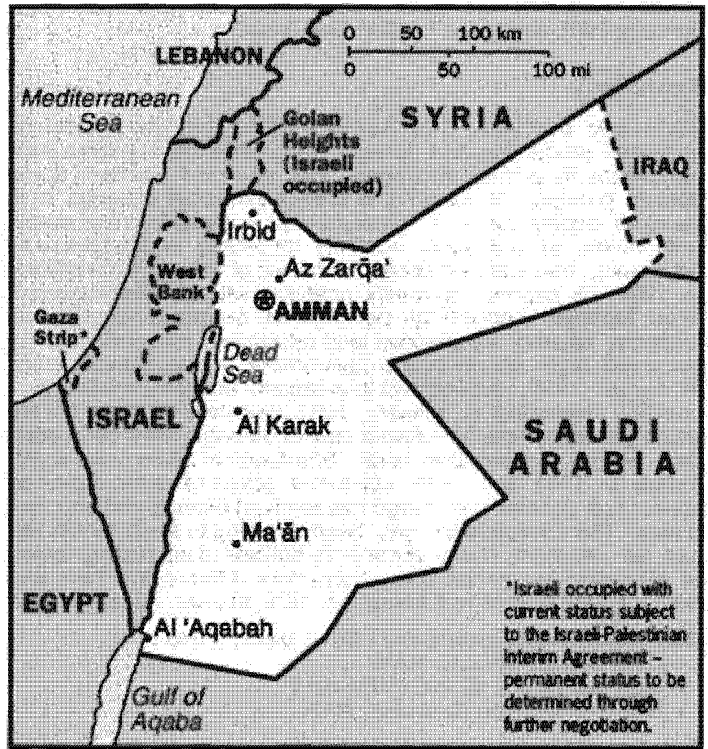 0 50 100 km
0 50 100 mi
LEBANON
Mediterranean
Sea
Golan
Heights
(Israeli
occupied)
SYRIA
IRAQ
Irbid
West
Bank*
Az Zarqa'
AMMAN
Gaza
Strip*
Dead
Sea
ISRAEL
Al Karak
SAUDI
ARABIA
Ma'ān
EGYPT
Al 'Aqabah
Gulf of
Aqaba
*Israeli occupied with
current status subject
to the Israeli-Palestinian
Interim Agreement –
permanent status to be
determined through
further negotiation.